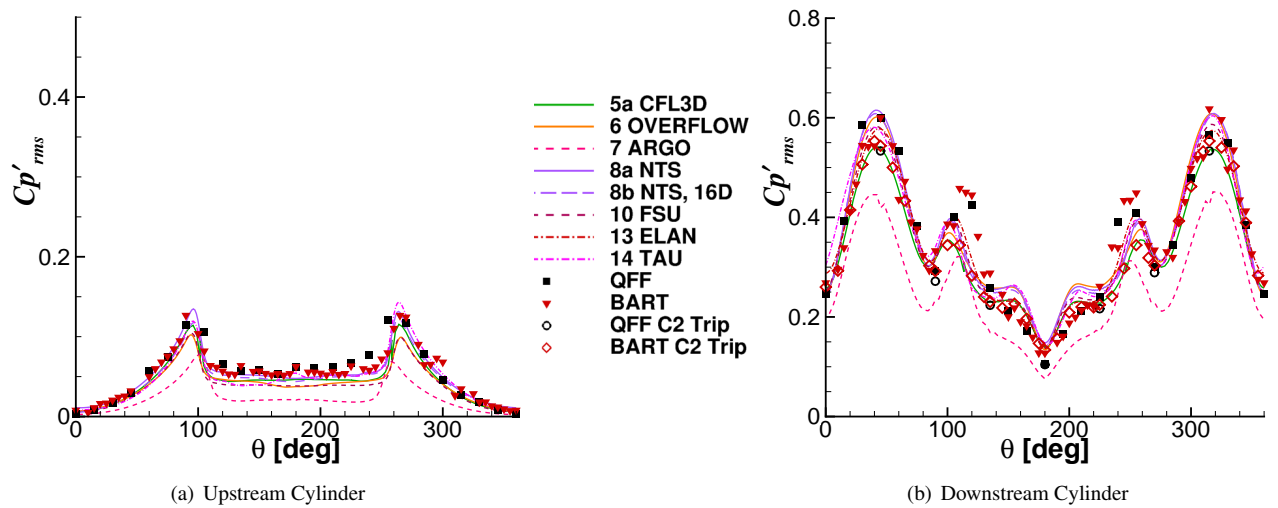 0.4
0.2
0
0
100
200
300
Cp'rms
θ [deg]
(a) Upstream Cylinder
5a CFL3D
6 OVERFLOW
7 ARGO
8a NTS
8b NTS, 16D
10 FSU
13 ELAN
14 TAU
QFF
BART
QFF C2 Trip
BART C2 Trip
0.8
0.6
0.4
0.2
0
0
100
200
300
Cp'rms
θ [deg]
(b) Downstream Cylinder